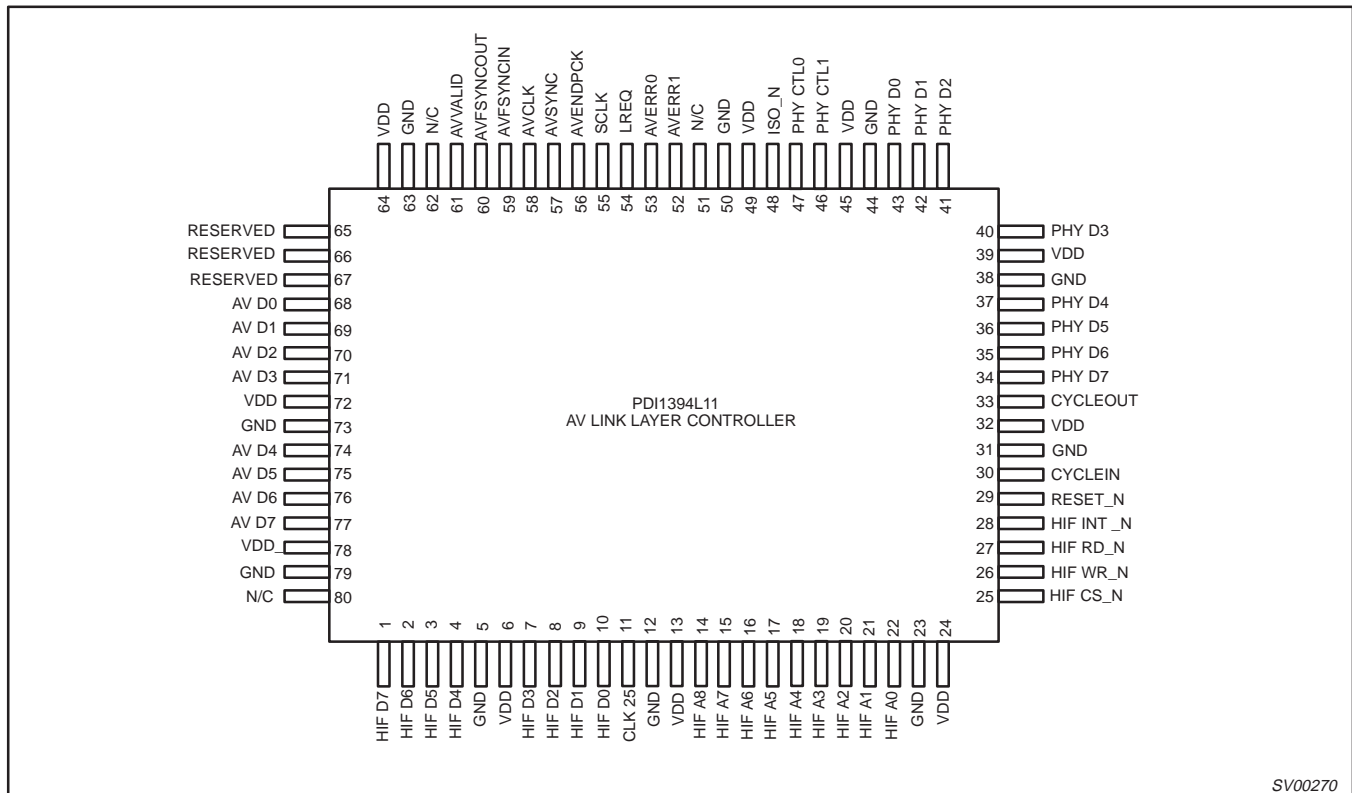 VDD
GND
N/C
AVVALID
AVFSYNCOUT
AVFSYNCIN
AVCLK
AVSYNC
AVENDPCK
SCLK
LREQ
AVERR0
AVERR1
N/C
GND
VDD
ISO_N
PHY CTL0
PHY CTL1
VDD
GND
PHY D0
PHY D1
PHY D2
64 63 62 61 60 59 58 57 56 55 54 53 52 51 50 49 48 47 46 45 44 43 42 41
RESERVED 65
RESERVED 66
RESERVED 67
AV D0 68
AV D1 69
AV D2 70
AV D3 71
VDD 72
GND 73
AV D4 74
AV D5 75
AV D6 76
AV D7 77
VDD_ 78
GND 79
N/C 80
PDI1394L11
AV LINK LAYER CONTROLLER
40 PHY D3
39 VDD
38 GND
37 PHY D4
36 PHY D5
35 PHY D6
34 PHY D7
33 CYCLEOUT
32 VDD
31 GND
30 CYCLEIN
29 RESET_N
28 HIF INT _N
27 HIF RD_N
26 HIF WR_N
25 HIF CS_N
1 2 3 4 5 6 7 8 9 10 11 12 13 14 15 16 17 18 19 20 21 22 23 24
HIF D7
HIF D6
HIF D5
HIF D4
GND
VDD
HIF D3
HIF D2
HIF D1
HIF D0
CLK 25
GND
VDD
HIF A8
HIF A7
HIF A6
HIF A5
HIF A4
HIF A3
HIF A2
HIF A1
HIF A0
GND
VDD
SV00270